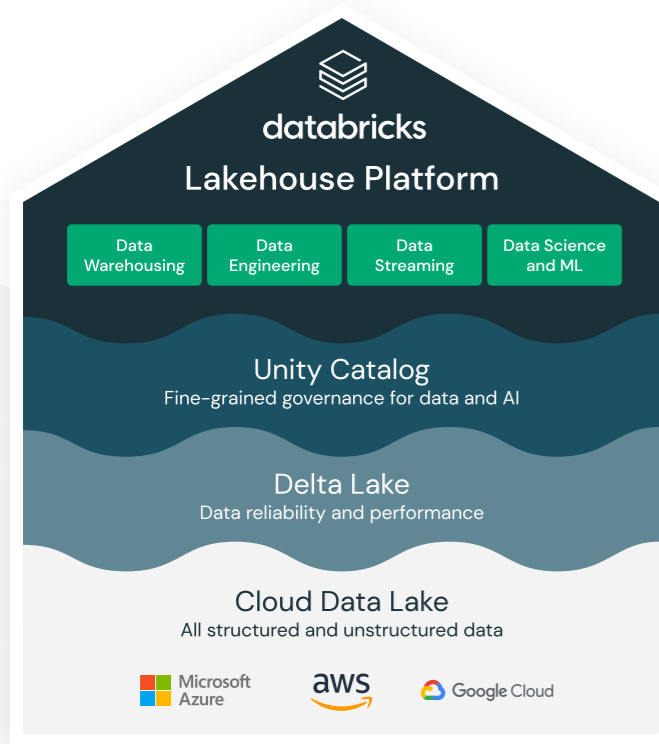 databricks
Lakehouse Platform
Data
Warehousing
Data
Engineering
Data
Streaming
Data Science
and ML
Unity Catalog
Fine-grained governance for data and AI
Delta Lake
Data reliability and performance
Cloud Data Lake
All structured and unstructured data
Microsoft
Azure
aws
Google Cloud